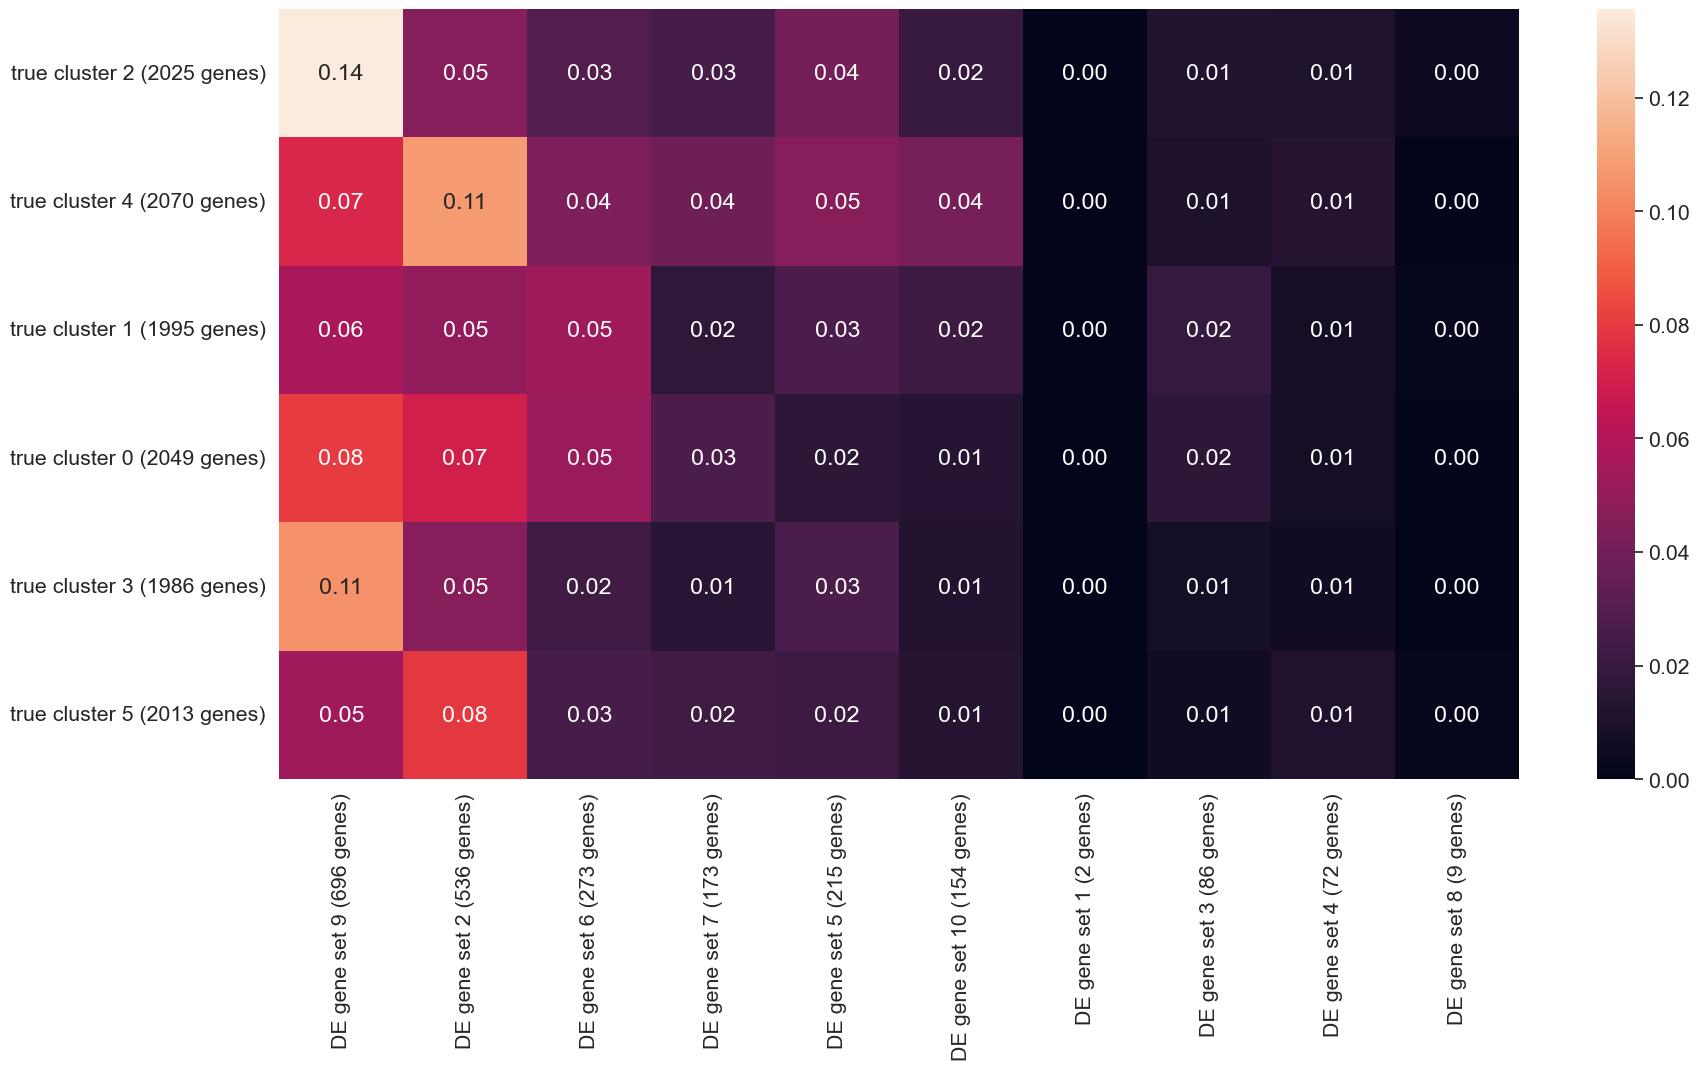 true cluster 2 (2025 genes) 0.14 0.05 0.03 0.03 0.04 0.02 0.00 0.01 0.01 0.00
true cluster 4 (2070 genes) 0.07 0.11 0.04 0.04 0.05 0.04 0.00 0.01 0.01 0.00
true cluster 1 (1995 genes) 0.06 0.05 0.05 0.02 0.03 0.02 0.00 0.02 0.01 0.00
true cluster 0 (2049 genes) 0.08 0.07 0.05 0.03 0.02 0.01 0.00 0.02 0.01 0.00
true cluster 3 (1986 genes) 0.11 0.05 0.02 0.01 0.03 0.01 0.00 0.01 0.01 0.00
true cluster 5 (2013 genes) 0.05 0.08 0.03 0.02 0.02 0.01 0.00 0.01 0.01 0.00
DE gene set 9 (696 genes)
DE gene set 2 (536 genes)
DE gene set 6 (273 genes)
DE gene set 7 (173 genes)
DE gene set 5 (215 genes)
DE gene set 10 (154 genes)
DE gene set 1 (2 genes)
DE gene set 3 (86 genes)
DE gene set 4 (72 genes)
DE gene set 8 (9 genes)
0.12
0.10
0.08
0.06
0.04
0.02
0.00